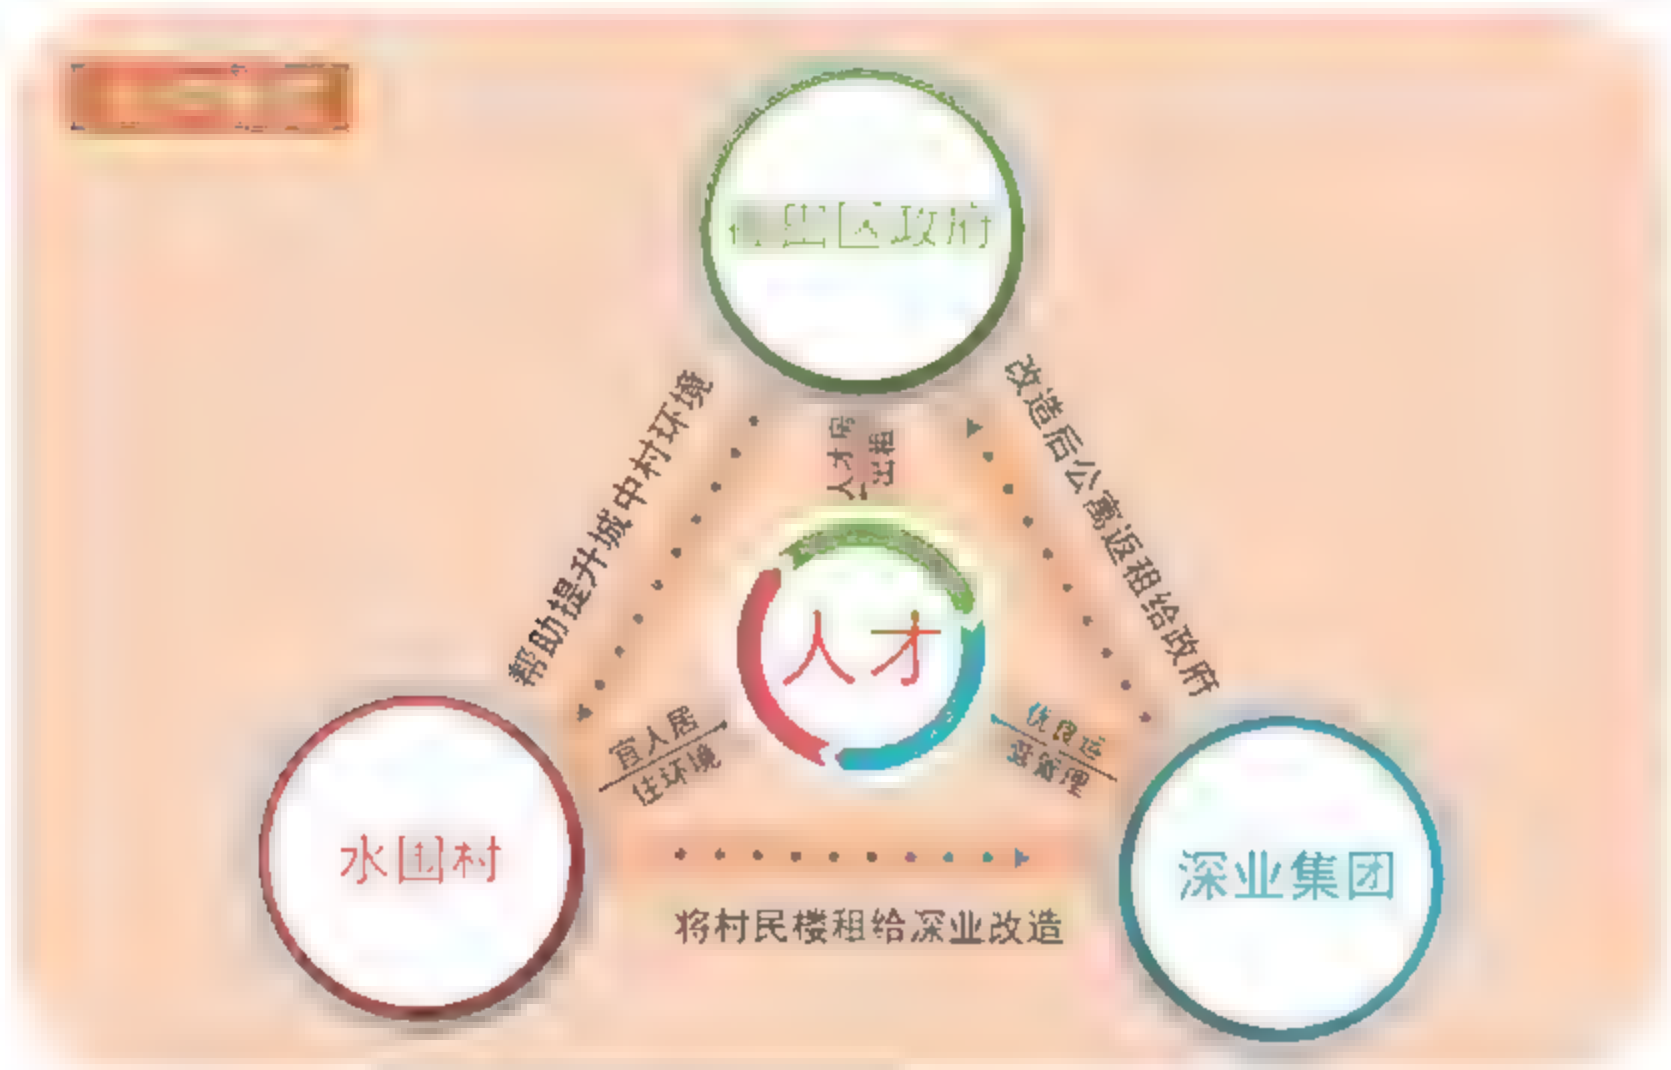 区政府
帮助提升城中村环境
改造后公寓返租给政府
人才房
出租
人才
宜人居
住环境
优良运
营管理
水围村
深业集团
将村民楼租给深业改造